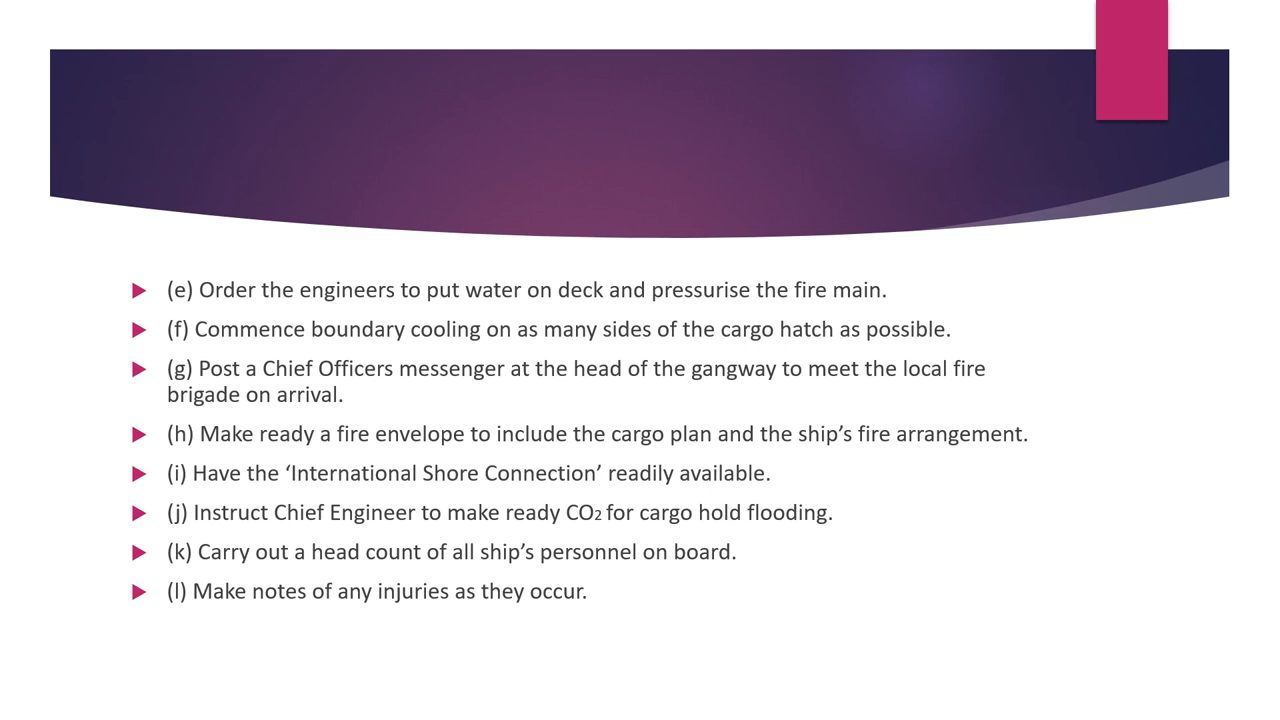 (e) Order the engineers to put water on deck and pressurise the fire main.
(f) Commence boundary cooling on as many sides of the cargo hatch as possible.
(g) Post a Chief Officers messenger at the head of the gangway to meet the local fire
brigade on arrival.
(h) Make ready a fire envelope to include the cargo plan and the ship’s fire arrangement.
(i) Have the ‘International Shore Connection’ readily available.
(j) Instruct Chief Engineer to make ready CO₂ for cargo hold flooding.
(k) Carry out a head count of all ship’s personnel on board.
(l) Make notes of any injuries as they occur.